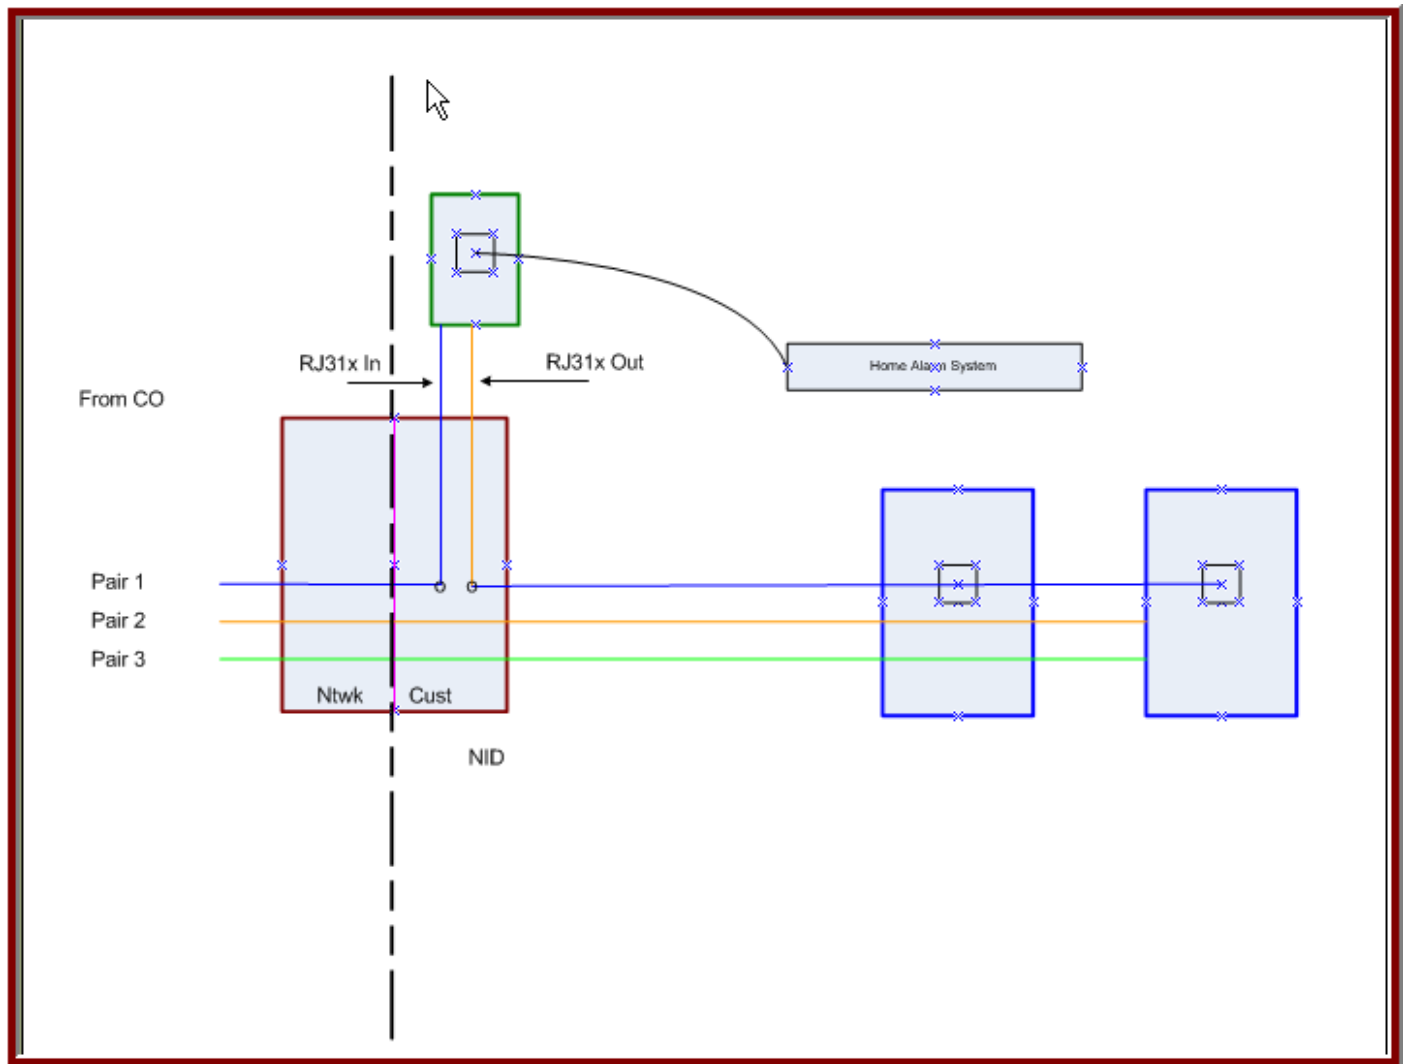 RJ31x In
RJ31x Out
Home Alarm System
From CO
Pair 1
Pair 2
Pair 3
Ntwk
Cust
NID